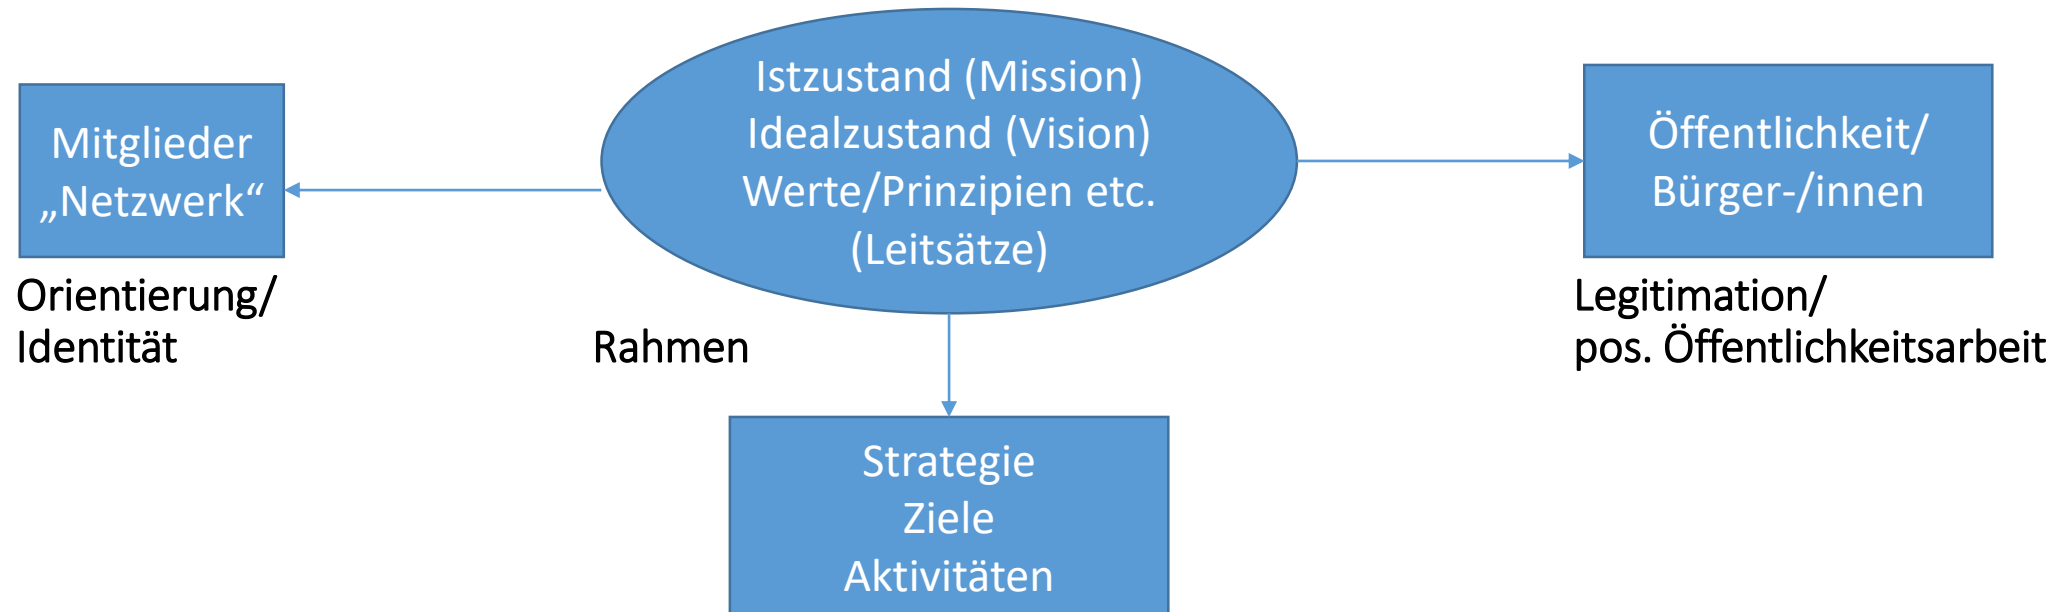 Istzustand (Mission)
Idealzustand (Vision)
Werte/Prinzipien etc.
(Leitsätze)
Mitglieder
„Netzwerk“
Öffentlichkeit/
Bürger-/innen
Orientierung/
Identität
Rahmen
Legitimation/
pos. Öffentlichkeitsarbeit
Strategie
Ziele
Aktivitäten